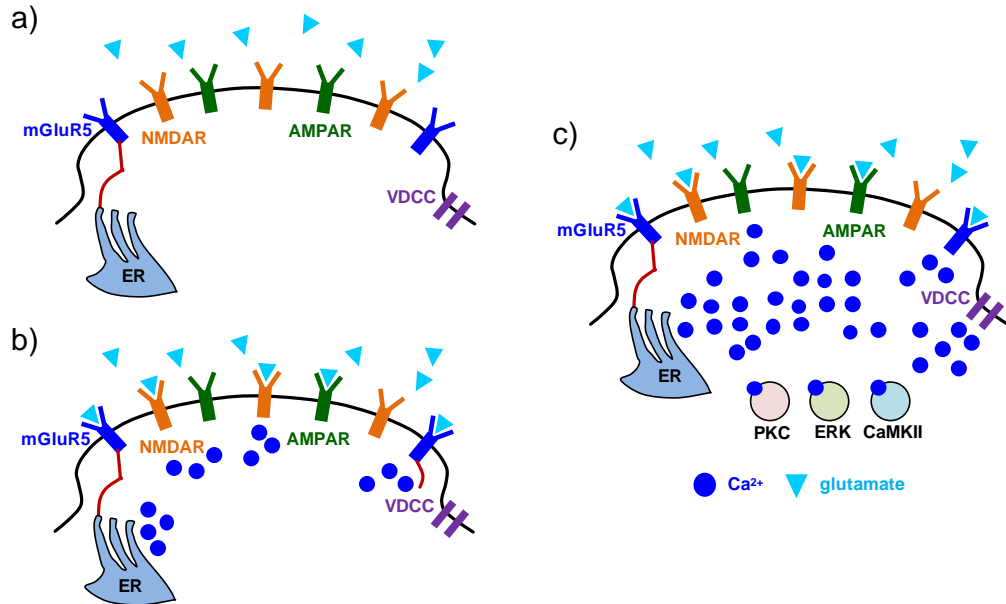 a)
mGluR5
NMDAR
AMPAR
VDCC
ER
b)
mGluR5
NMDAR
AMPAR
VDCC
ER
c)
mGluR5
NMDAR
AMPAR
VDCC
ER
PKC
ERK
CaMKII
Ca²⁺
glutamate